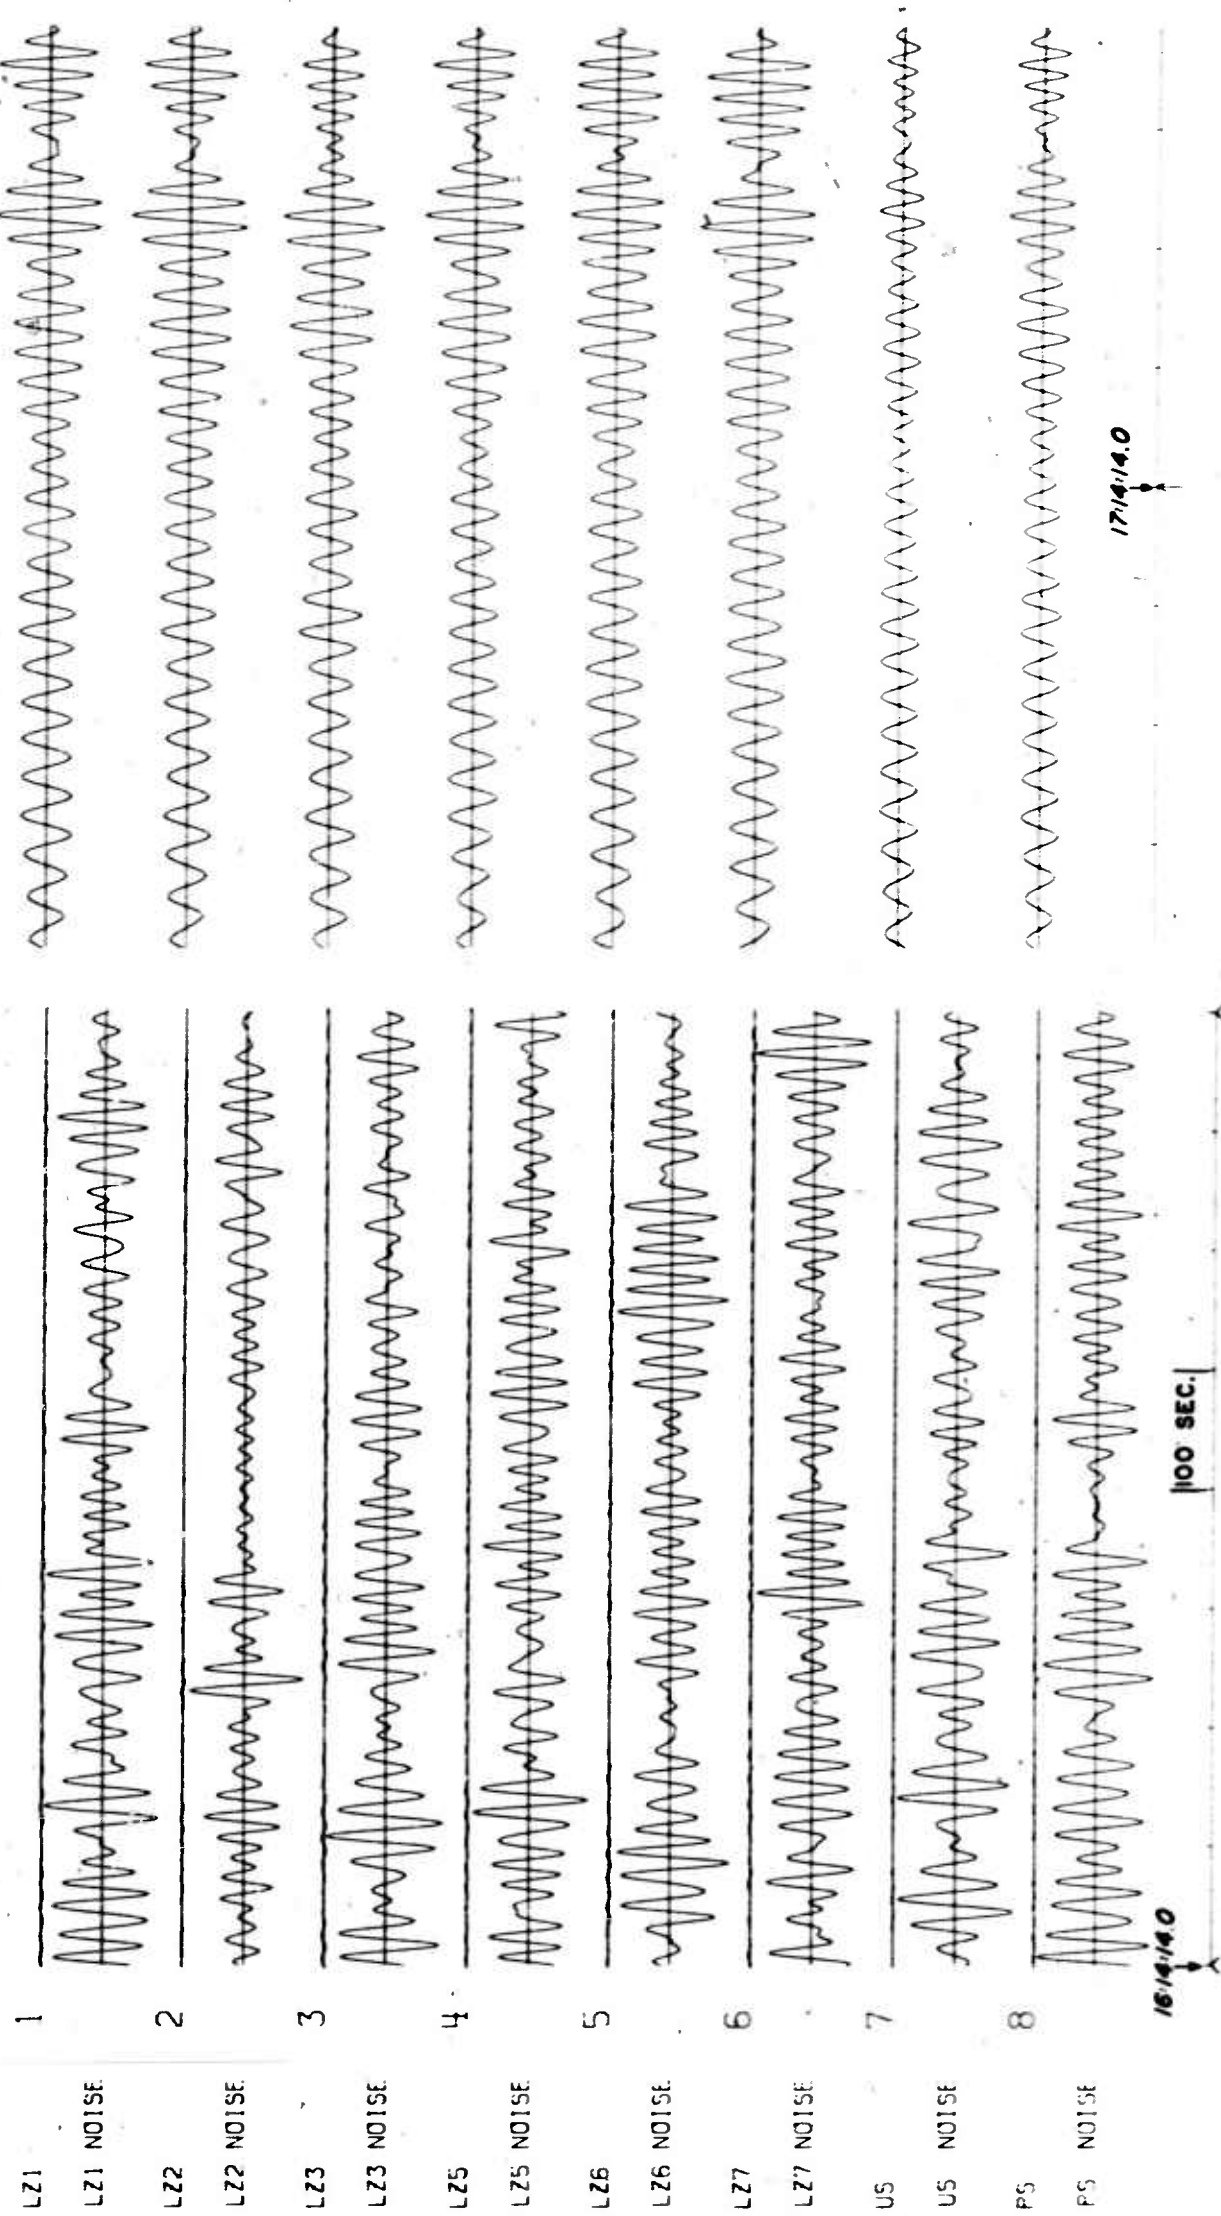 LZ1 1
LZ1 NOISE
LZ2 2
LZ2 NOISE
LZ3 3
LZ3 NOISE
LZ5 4
LZ5 NOISE
LZ6 5
LZ6 NOISE
LZ7 6
LZ7 NOISE
US 7
US NOISE
PS 8
PS NOISE
17:14:14.0
100 SEC.
16:14:14.0